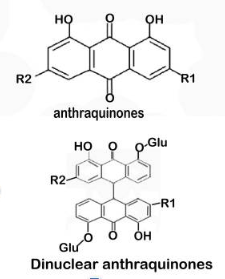 HO O OH
R2 R1
O
anthraquinones
HO O O Glu
R2
R1
O O OH
Glu
Dinuclear anthraquinones